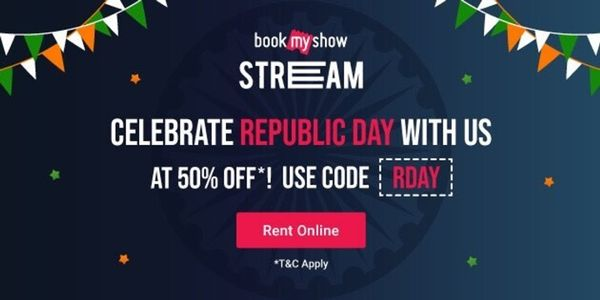 book my show
STREAM
CELEBRATE REPUBLIC DAY WITH US
AT 50% OFF*! USE CODE RDAY
Rent Online
*T&C Apply